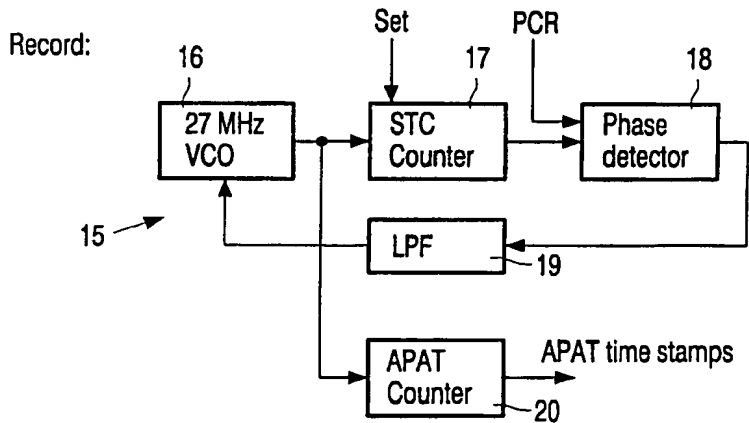 Record:
Set
PCR
16
17
18
27 MHz
VCO
STC
Counter
Phase
detector
15
LPF
19
APAT
Counter
APAT time stamps
20